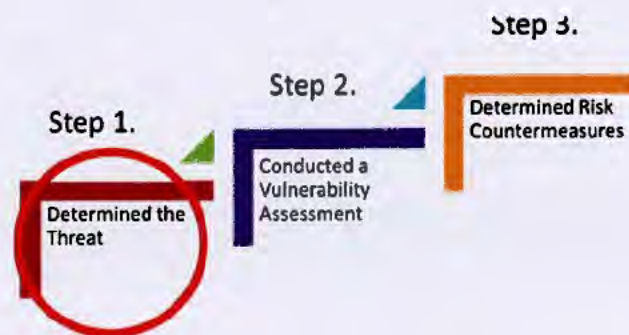 Step 1.
Determined the
Threat
Step 2.
Conducted a
Vulnerability
Assessment
Step 3.
Determined Risk
Countermeasures